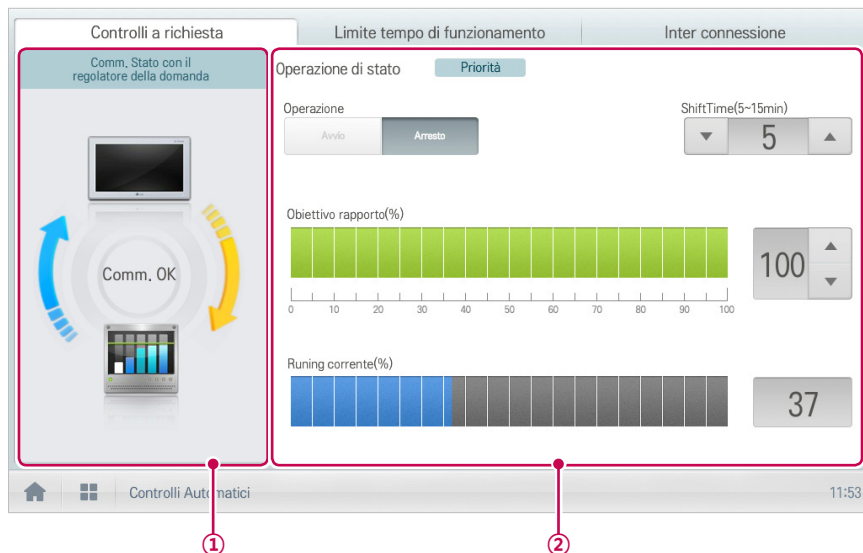 Controlli a richiesta
Limite tempo di funzionamento
Inter connessione
Comm. Stato con il
regolatore della domanda
Comm. OK
Operazione di stato
Priorità
Operazione
Avvio
Arresto
ShiftTime(5~15min)
5
Obiettivo rapporto(%)
100
0 10 20 30 40 50 60 70 80 90 100
Runing corrente(%)
37
Controlli Automatici
11:53
① ②